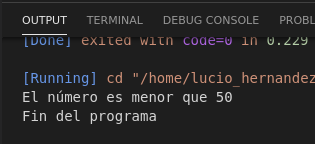 OUTPUT TERMINAL DEBUG CONSOLE
[Done] exited with code=0 in 0.229
[Running] cd "/home/lucio_hernandez
El número es menor que 50
Fin del programa